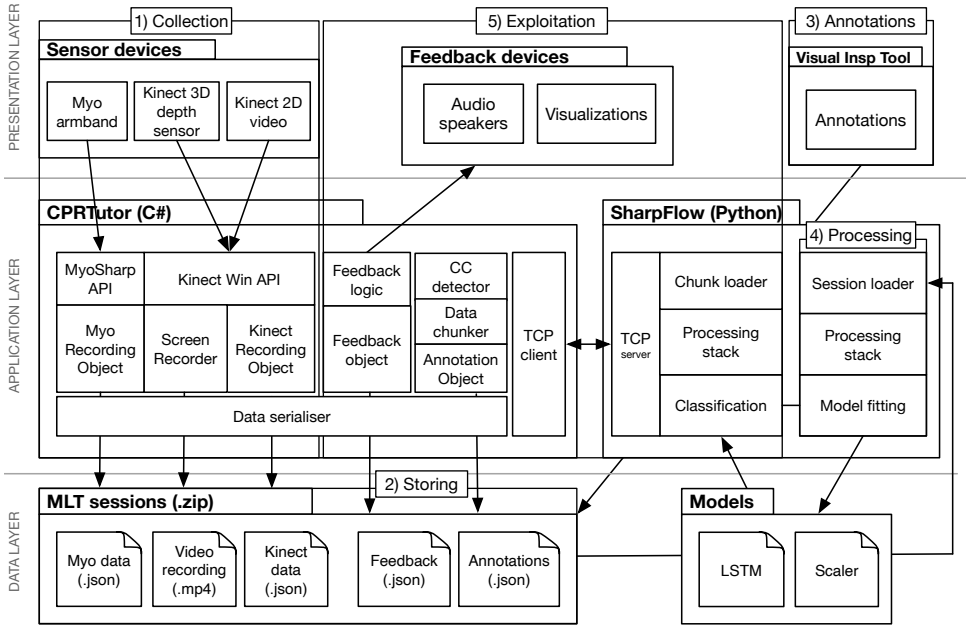 PRESENTATION LAYER
1) Collection
5) Exploitation
3) Annotations
Sensor devices
Myo
armband
Kinect 3D
depth
sensor
Kinect 2D
video
Feedback devices
Audio
speakers
Visualizations
Visual Insp Tool
Annotations
APPLICATION LAYER
CPRTutor (C#)
MyoSharp
API
Kinect Win API
Myo
Recording
Object
Screen
Recorder
Kinect
Recording
Object
Feedback
logic
Feedback
object
CC
detector
Data
chunker
Annotation
Object
TCP
client
Data serialiser
SharpFlow (Python)
TCP
server
Chunk loader
Processing
stack
Classification
4) Processing
Session loader
Processing
stack
Model fitting
DATA LAYER
2) Storing
MLT sessions (.zip)
Myo data
(.json)
Video
recording
(.mp4)
Kinect
data
(.json)
Feedback
(.json)
Annotations
(.json)
Models
LSTM
Scaler